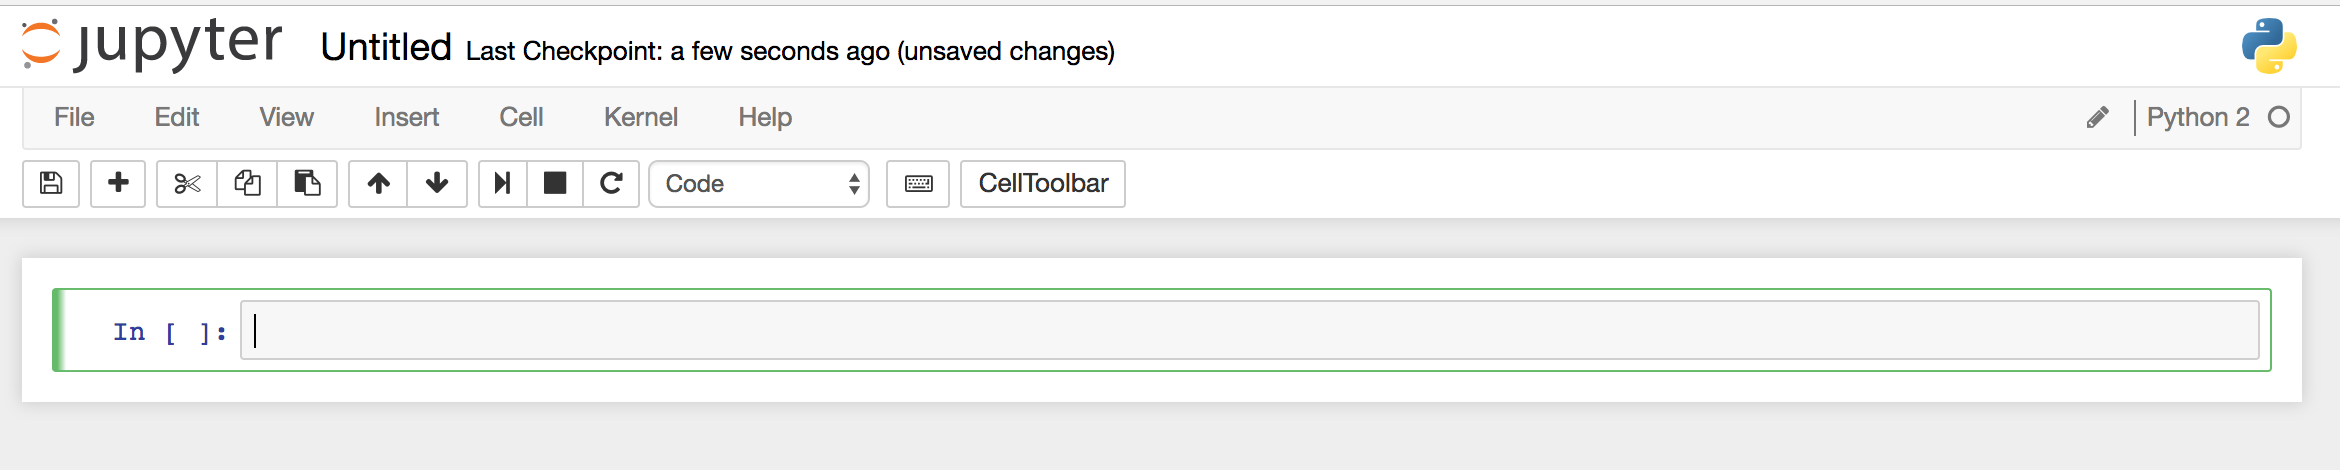 jupyter Untitled Last Checkpoint: a few seconds ago (unsaved changes)
File Edit View Insert Cell Kernel Help Python 2
Code CellToolbar
In [ ]: